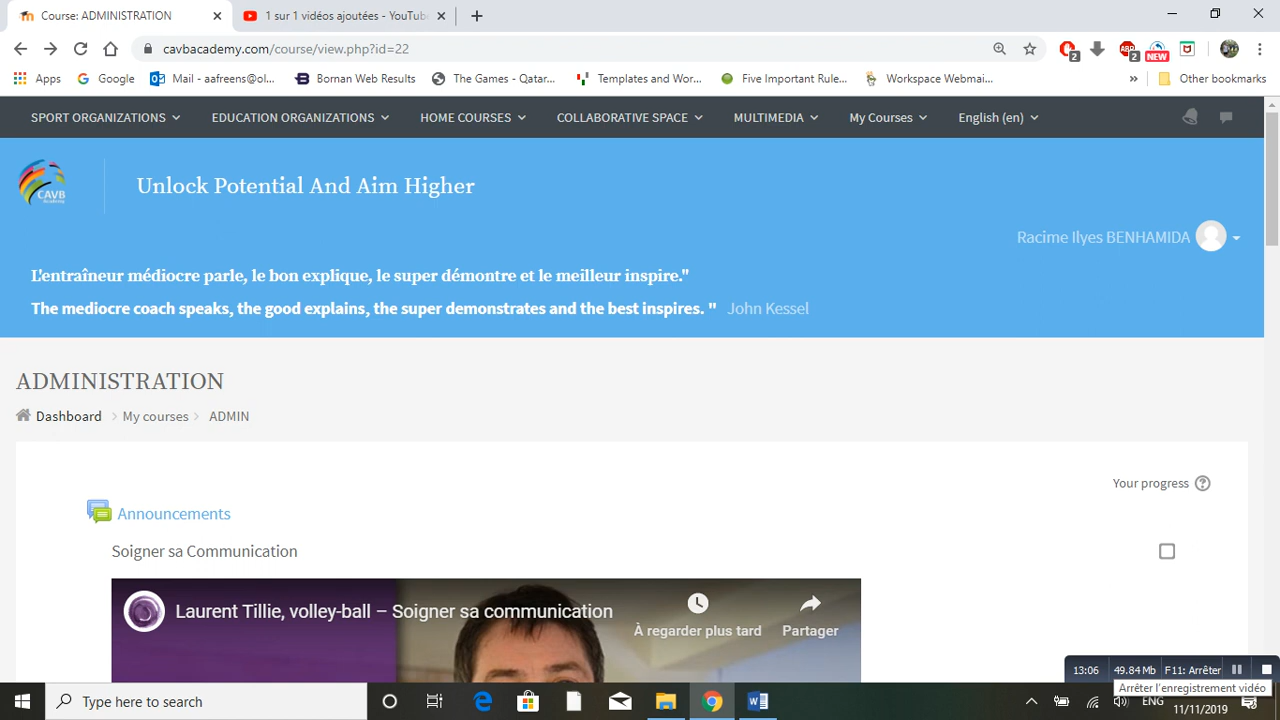 Course: ADMINISTRATION
1 sur 1 vidéos ajoutées - YouTube
cavbacademy.com/course/view.php?id=22
2
ABP
2
NEW
Apps
Google
Mail - aafreens@ol...
Bornan Web Results
The Games - Qatar...
Templates and Wor...
Five Important Rule...
Workspace Webmai...
»
Other bookmarks
SPORT ORGANIZATIONS
EDUCATION ORGANIZATIONS
HOME COURSES
COLLABORATIVE SPACE
MULTIMEDIA
My Courses
English (en)
CAVB
Academy
Unlock Potential And Aim Higher
Racime Ilyes BENHAMIDA
L'entraîneur médiocre parle, le bon explique, le super démontre et le meilleur inspire."
The mediocre coach speaks, the good explains, the super demonstrates and the best inspires. " John Kessel
ADMINISTRATION
Dashboard
My courses
ADMIN
Your progress
Announcements
Soigner sa Communication
Laurent Tillie, volley-ball – Soigner sa communication
À regarder plus tard
Partager
13:06
49.84 Mb
F11: Arrêter
Arrêter l'enregistrement vidéo
Type here to search
ENG
11/11/2019